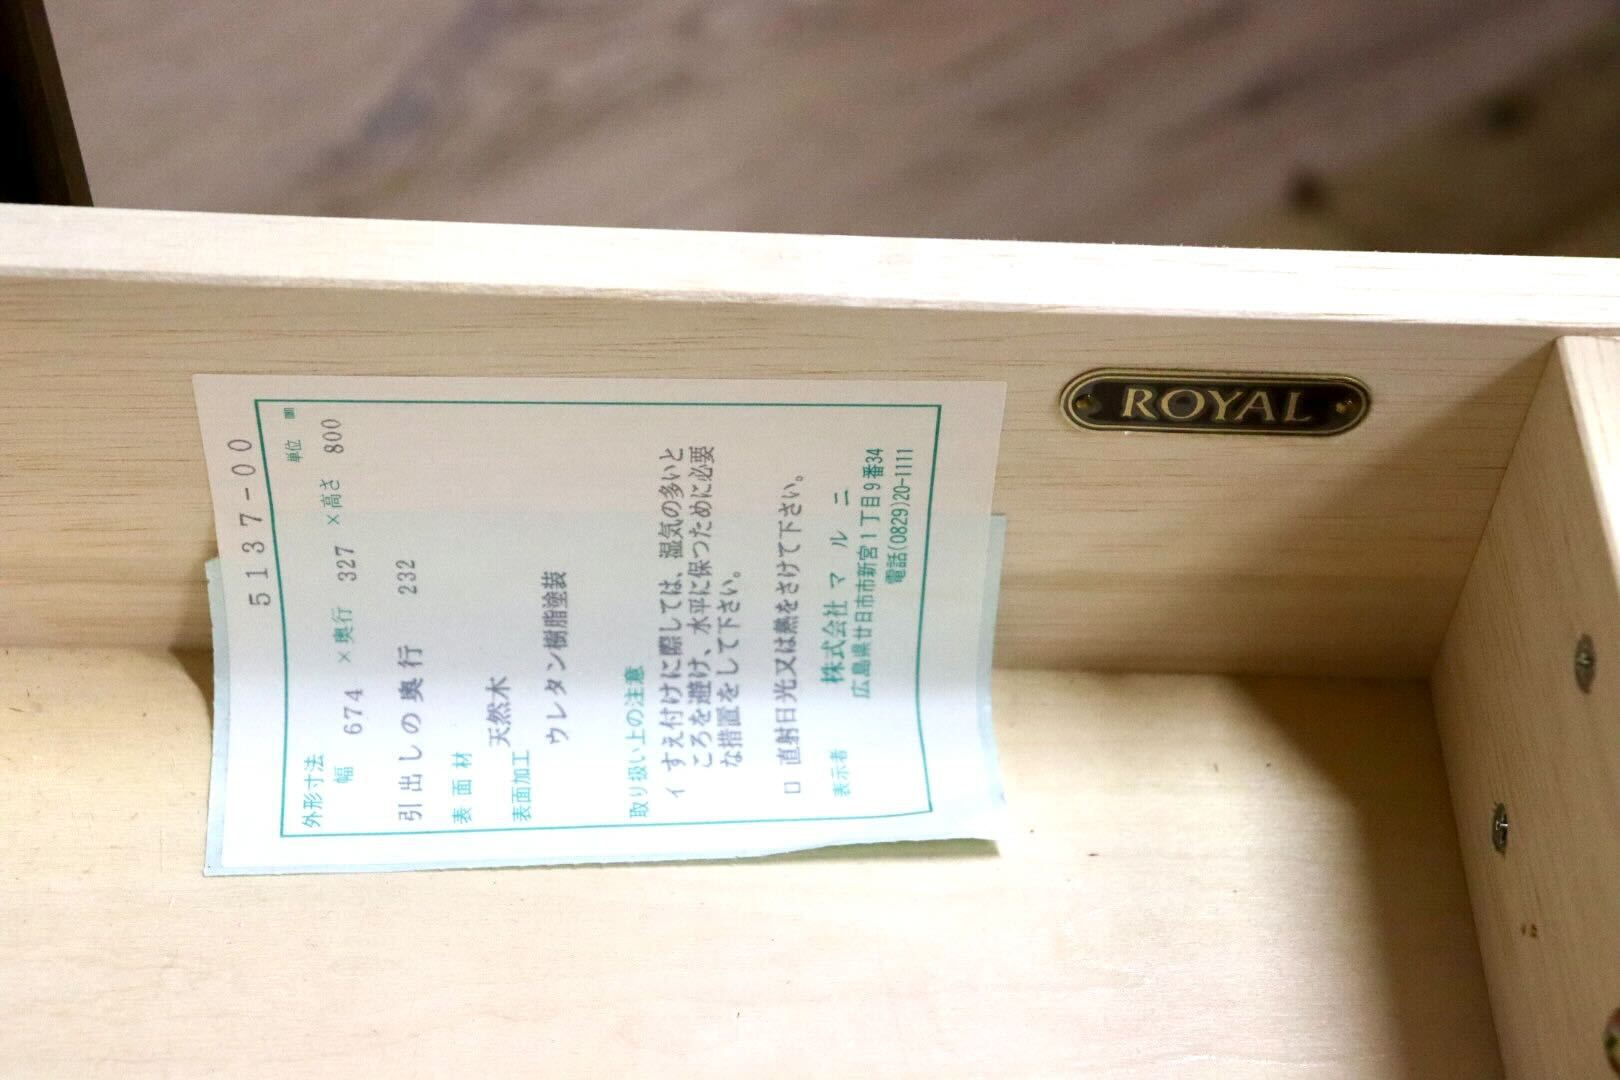 5137-00
単位 ㎜
外形寸法
幅 674 × 奥行 327 × 高さ 800
引出しの奥行 232
表面材
天然木
表面加工
ウレタン樹脂塗装
取り扱い上の注意
イ すえ付けに際しては、湿気の多いと
ころを避け、水平に保つために必要
な措置をして下さい。
ロ 直射日光又は熱をさけて下さい。
表示者
株式会社マルニ
広島県廿日市市新宮1丁目9番34
電話(0829)20-1111
ROYAL